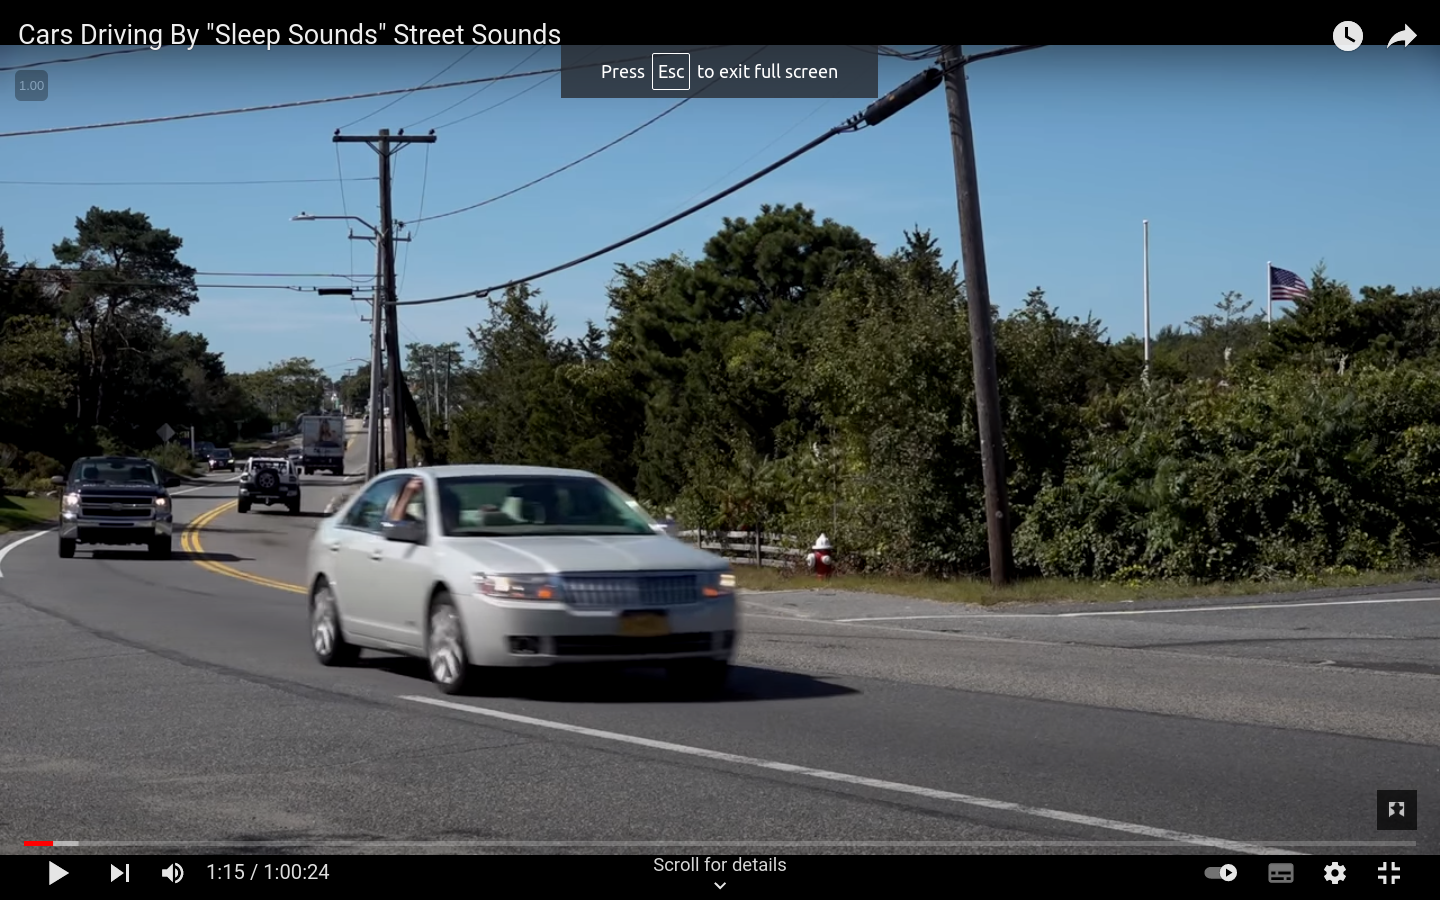 Cars Driving By "Sleep Sounds" Street Sounds
Press Esc to exit full screen
1.00
1:15 / 1:00:24
Scroll for details